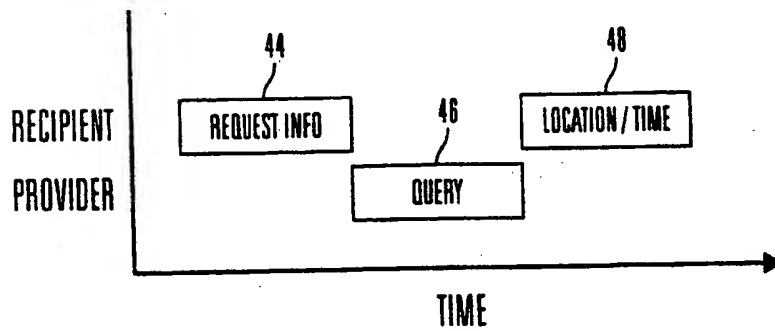 44
48
RECIPIENT
REQUEST INFO
46
LOCATION / TIME
PROVIDER
QUERY
TIME